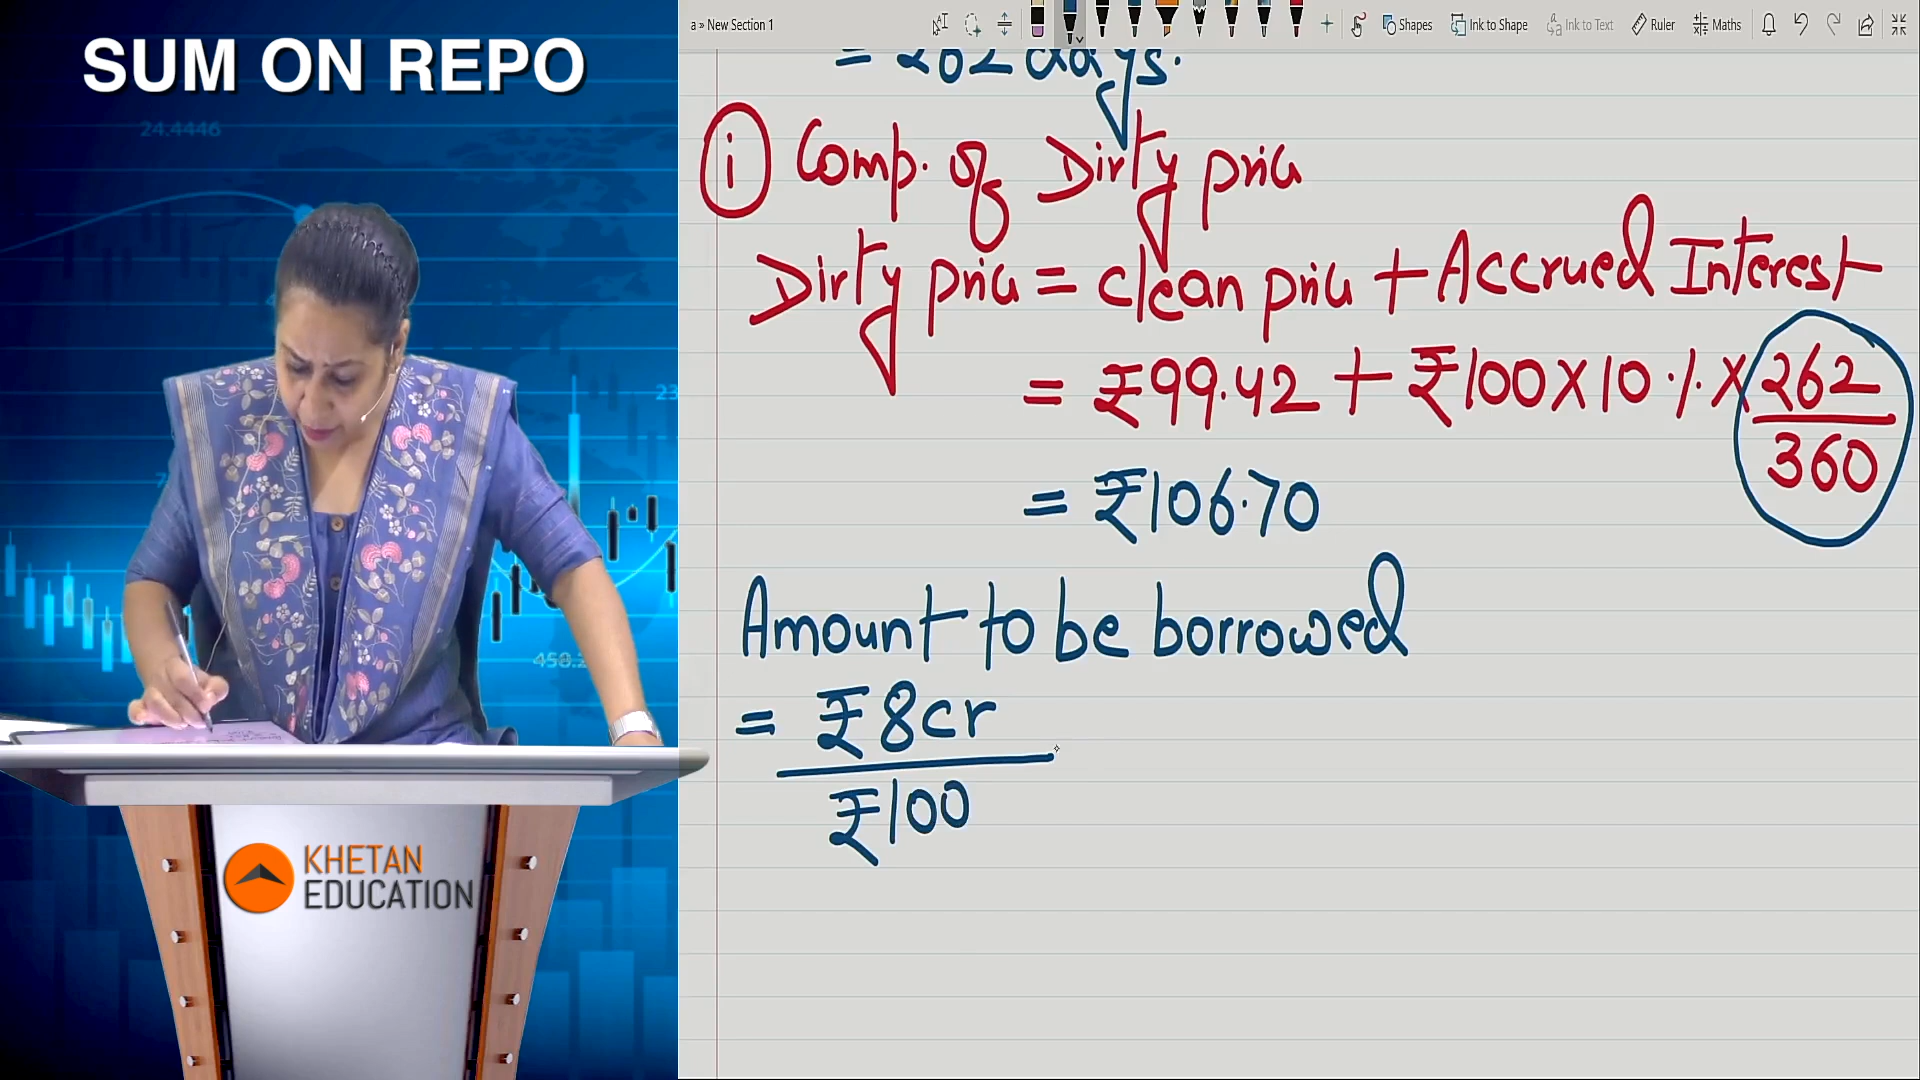 SUM ON REPO
24.4446
KHETAN
EDUCATION
a » New Section 1
Shapes
Ink to Shape
Ink to Text
Ruler
Maths
= 262 days.
i Comp. of Dirty price
Dirty price = clean price + Accrued Interest
= ₹99.42 + ₹100 X 10 % X 262
360
= ₹106.70
Amount to be borrowed
= ₹8cr
₹100